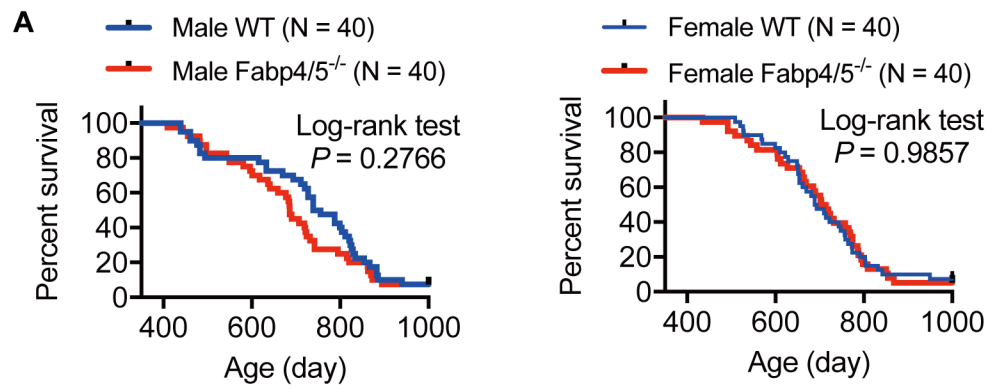 A
Male WT (N = 40)
Male Fabp4/5-/- (N = 40)
Log-rank test
P = 0.2766
Percent survival
100
80
60
40
20
0
400 600 800 1000
Age (day)
Female WT (N = 40)
Female Fabp4/5-/- (N = 40)
Log-rank test
P = 0.9857
Percent survival
100
80
60
40
20
0
400 600 800 1000
Age (day)